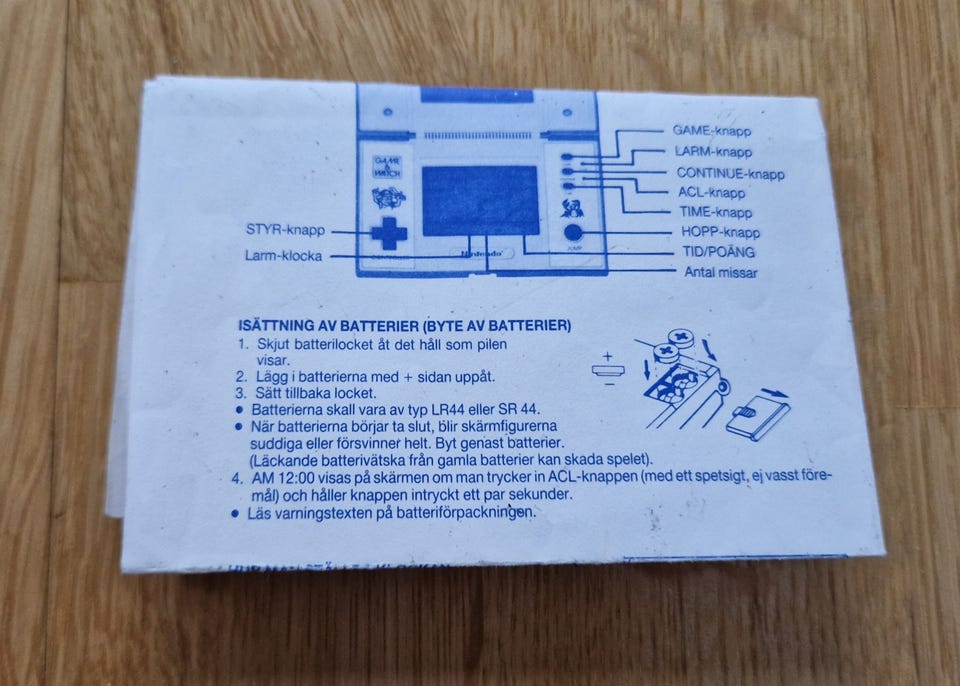 GAME-knapp
LARM-knapp
CONTINUE-knapp
ACL-knapp
TIME-knapp
HOPP-knapp
TID/POÄNG
Antal missar
STYR-knapp
Larm-klocka
GAME &
WATCH
JUMP
Nintendo
ISÄTTNING AV BATTERIER (BYTE AV BATTERIER)
1. Skjut batterilocket åt det håll som pilen
visar.
2. Lägg i batterierna med + sidan uppåt.
3. Sätt tillbaka locket.
• Batterierna skall vara av typ LR44 eller SR 44.
• När batterierna börjar ta slut, blir skärmfigurerna
suddiga eller försvinner helt. Byt genast batterier.
(Läckande batterivätska från gamla batterier kan skada spelet).
4. AM 12:00 visas på skärmen om man trycker in ACL-knappen (med ett spetsigt, ej vasst före-
mål) och håller knappen intryckt ett par sekunder.
• Läs varningstexten på batteriförpackningen.
+
−